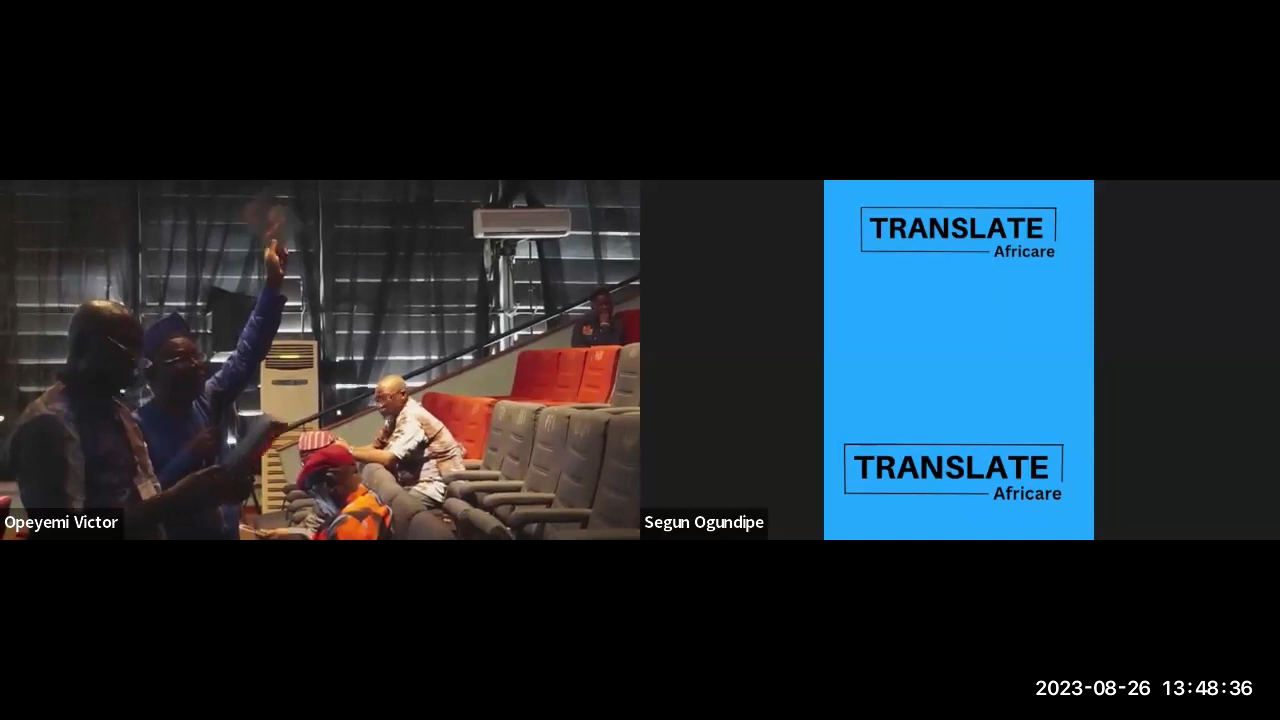 TRANSLATE
Africare
TRANSLATE
Africare
Opeyemi Victor
Segun Ogundipe
2023-08-26 13:48:36